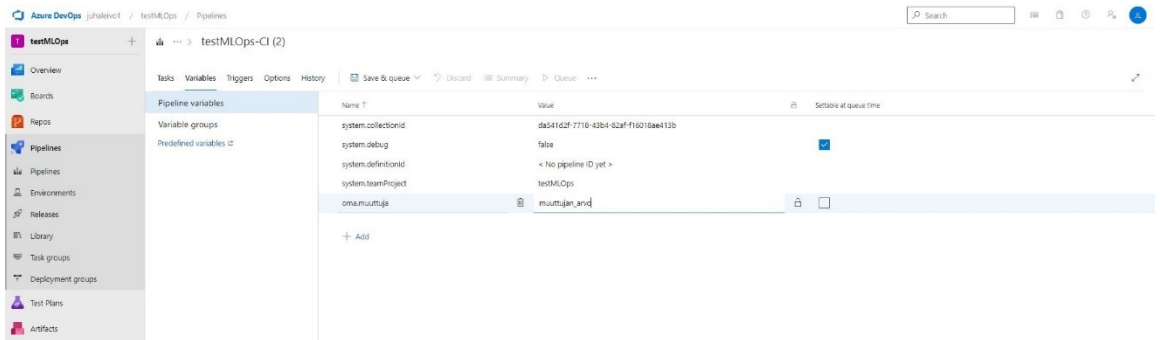 Azure DevOps juhaleivo1 / testMLOps / Pipelines
Search
JL
T testMLOps
··· > testMLOps-CI (2)
Overview
Boards
Repos
Pipelines
Pipelines
Environments
Releases
Library
Task groups
Deployment groups
Test Plans
Artifacts
Tasks Variables Triggers Options History Save & queue Discard Summary Queue ···
Pipeline variables
Variable groups
Predefined variables
Name ↑ Value Settable at queue time
system.collectionId da541d2f-7718-43b4-82af-f16018ae413b
system.debug false
system.definitionId < No pipeline ID yet >
system.teamProject testMLOps
oma.muuttuja muuttujan_arvo
+ Add